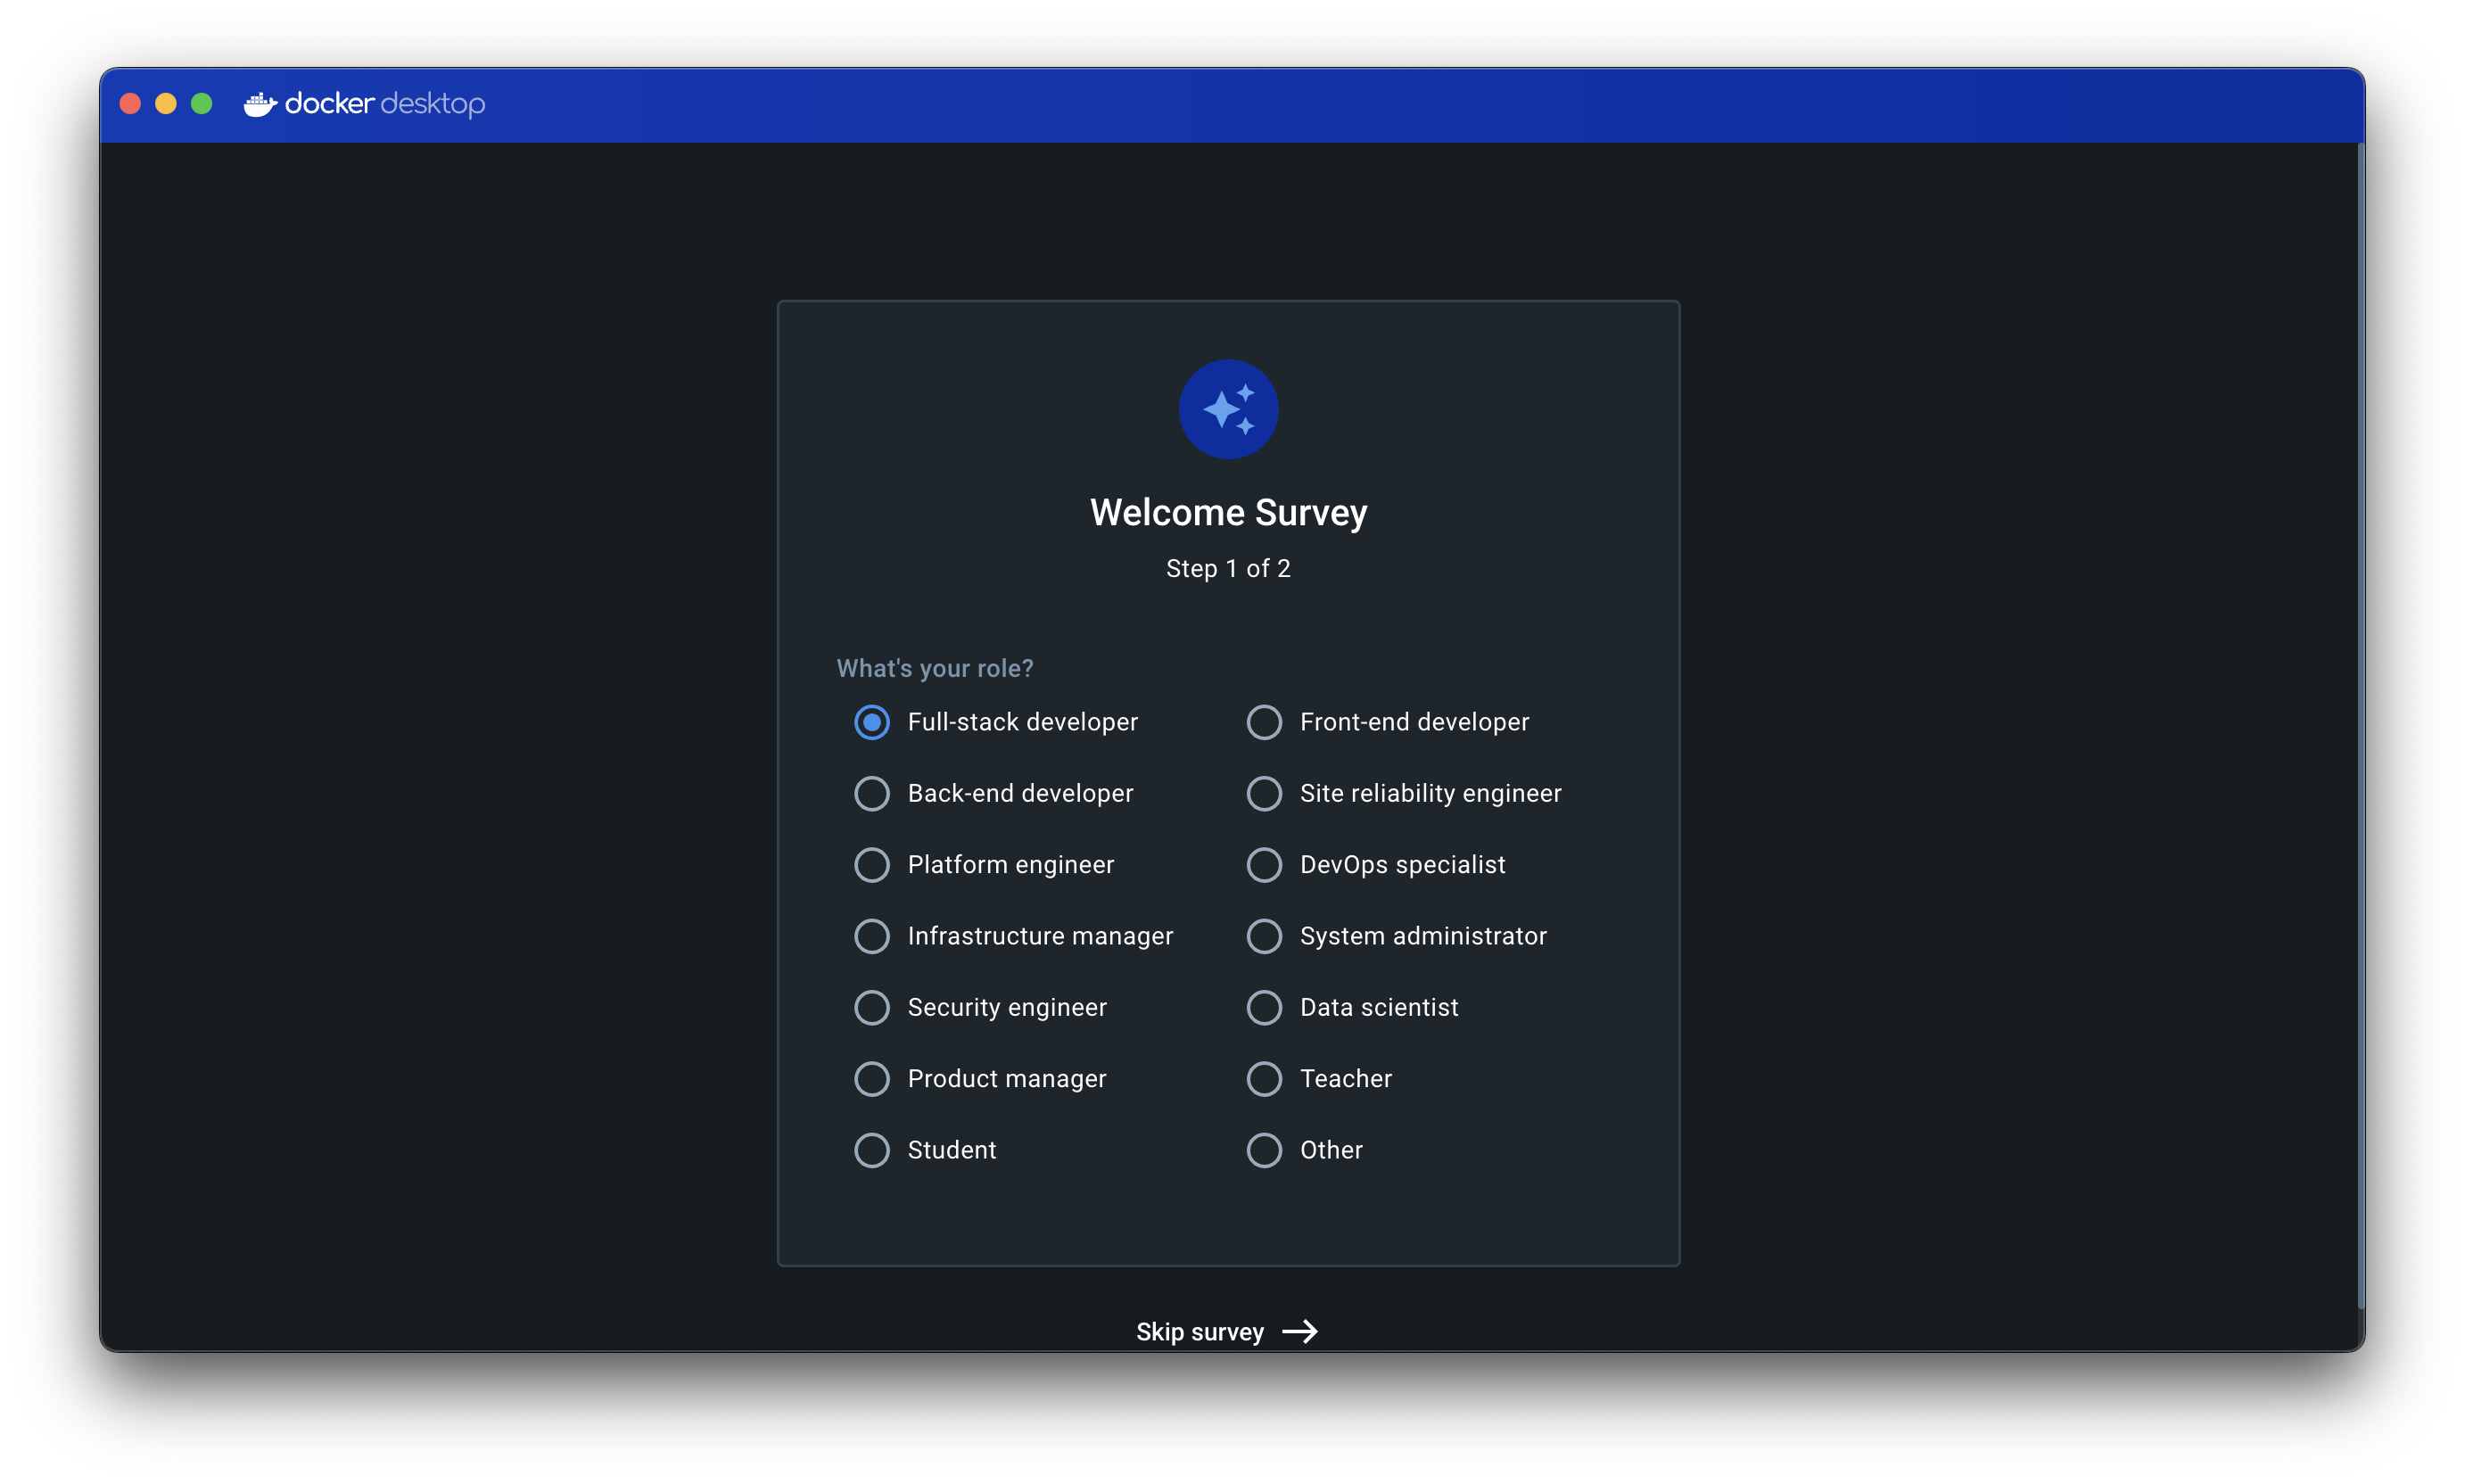 docker desktop
Welcome Survey
Step 1 of 2
What's your role?
Full-stack developer
Front-end developer
Back-end developer
Site reliability engineer
Platform engineer
DevOps specialist
Infrastructure manager
System administrator
Security engineer
Data scientist
Product manager
Teacher
Student
Other
Skip survey